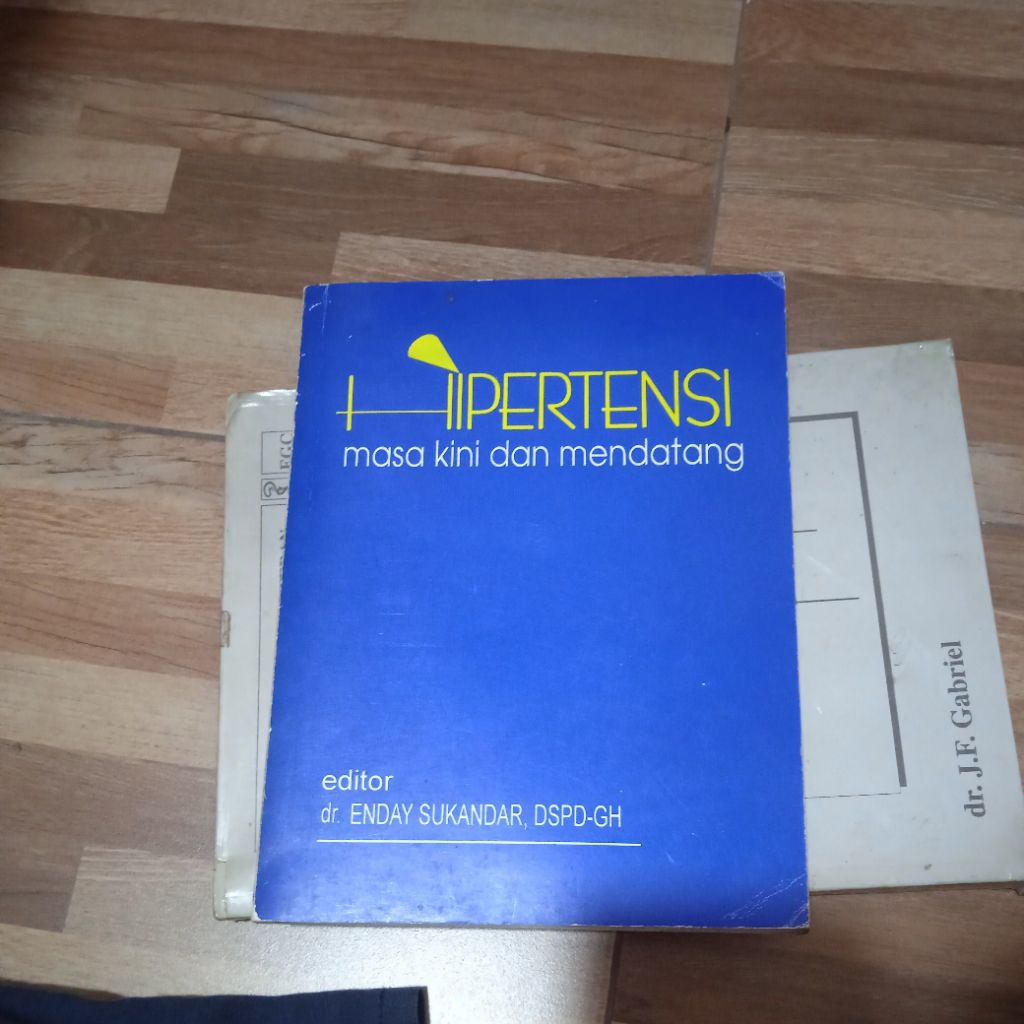 HIPERTENSI
masa kini dan mendatang
editor
dr. ENDAY SUKANDAR, DSPD-GH
EGC
dr. J.F. Gabriel